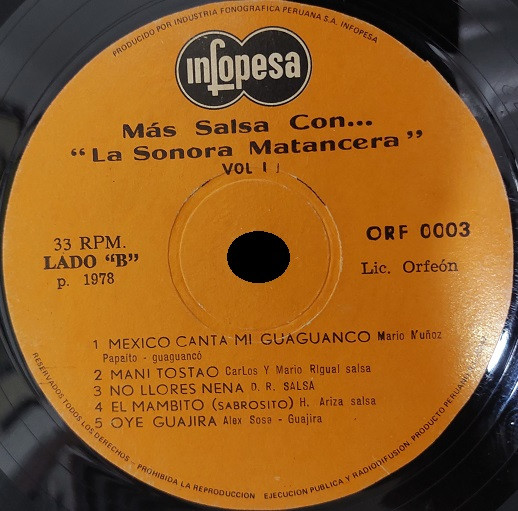 PRODUCIDO POR INDUSTRIA FONOGRAFICA PERUANA S.A. INFOPESA
infopesa
Más Salsa Con...
“La Sonora Matancera”
VOL II
33 RPM.
LADO “B”
p. 1978
ORF 0003
Lic. Orfeón
1 MEXICO CANTA MI GUAGUANCO Mario Muñoz
Papaito - guaguancó
2 MANI TOSTAO CarLos Y Mario RIgual salsa
3 NO LLORES NENA D. R. SALSA
4 EL MAMBITO (SABROSITO) H. Ariza salsa
5 OYE GUAJIRA Alex Sose - Guajira
RESERVADOS TODOS LOS DERECHOS - PROHIBIDA LA REPRODUCCION EJECUCION PUBLICA Y RADIODIFUSION PRODUCTO PERUANO